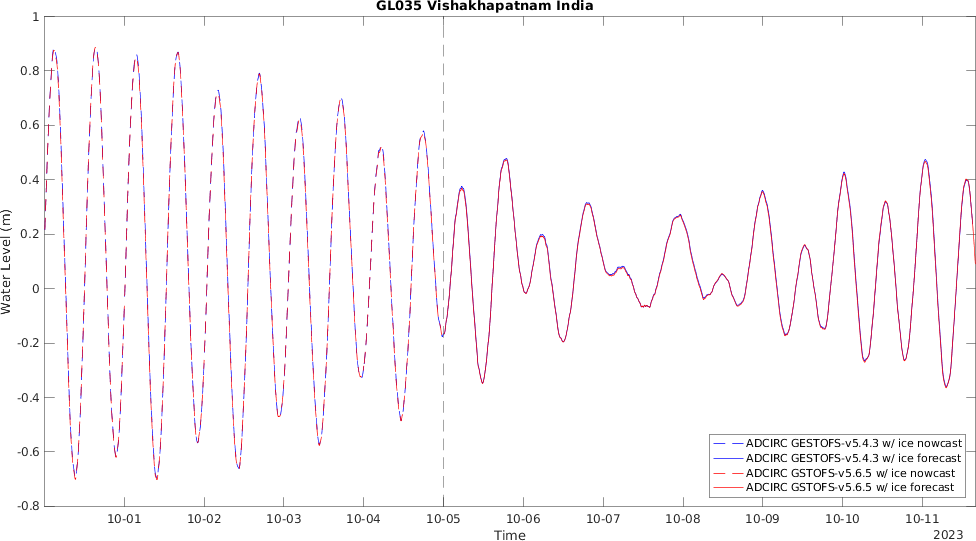 GL035 Vishakhapatnam India
1
0.8
0.6
0.4
0.2
0
-0.2
-0.4
-0.6
-0.8
Water Level (m)
ADCIRC GESTOFS-v5.4.3 w/ ice nowcast
ADCIRC GESTOFS-v5.4.3 w/ ice forecast
ADCIRC GSTOFS-v5.6.5 w/ ice nowcast
ADCIRC GSTOFS-v5.6.5 w/ ice forecast
10-01 10-02 10-03 10-04 10-05 10-06 10-07 10-08 10-09 10-10 10-11
Time 2023